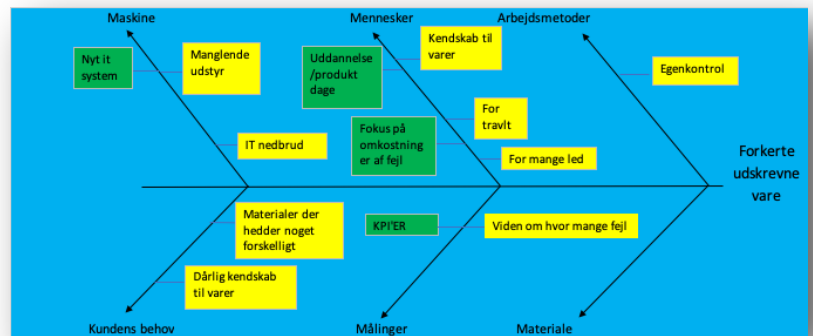 Maskine
Mennesker
Arbejdsmetoder
Nyt it
system
Manglende
udstyr
Uddannelse
/produkt
dage
Kendskab til
varer
Egenkontrol
IT nedbrud
Fokus på
omkostning
er af fejl
For
travlt
For mange led
Forkerte
udskrevne
vare
Materialer der
hedder noget
forskelligt
KPI'ER
Viden om hvor mange fejl
Dårlig kendskab
til varer
Kundens behov
Målinger
Materiale